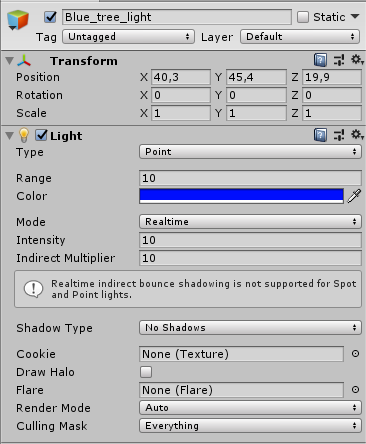 Blue_tree_light Static
Tag Untagged Layer Default
Transform
Position X 40,3 Y 45,4 Z 19,9
Rotation X 0 Y 0 Z 0
Scale X 1 Y 1 Z 1
Light
Type Point
Range 10
Color
Mode Realtime
Intensity 10
Indirect Multiplier 10
Realtime indirect bounce shadowing is not supported for Spot
and Point lights.
Shadow Type No Shadows
Cookie None (Texture)
Draw Halo
Flare None (Flare)
Render Mode Auto
Culling Mask Everything